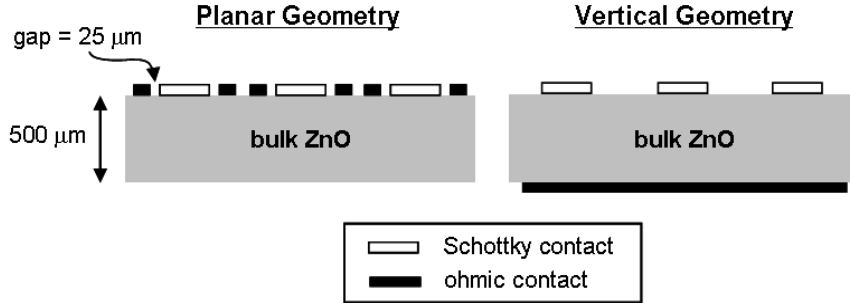 Planar Geometry
Vertical Geometry
gap = 25 µm
500 µm
bulk ZnO
bulk ZnO
Schottky contact
ohmic contact